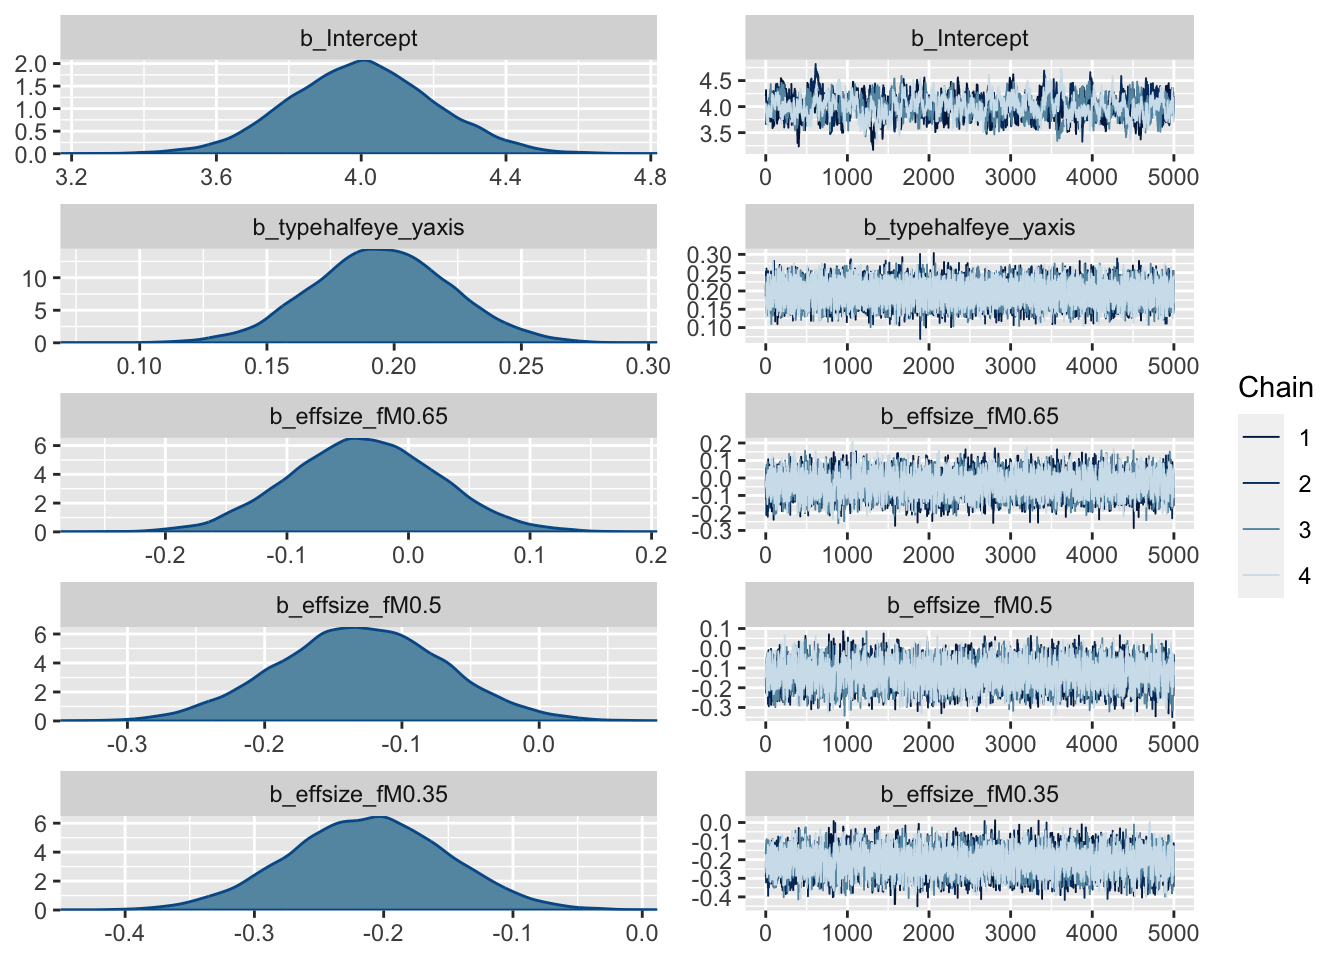 b_Intercept
2.0
1.5
1.0
0.5
0.0
3.2 3.6 4.0 4.4 4.8
b_Intercept
4.5
4.0
3.5
0 1000 2000 3000 4000 5000
b_typehalfeye_yaxis
10
5
0
0.10 0.15 0.20 0.25 0.30
b_typehalfeye_yaxis
0.30
0.25
0.20
0.15
0.10
0 1000 2000 3000 4000 5000
b_effsize_fM0.65
6
4
2
0
-0.2 -0.1 0.0 0.1 0.2
b_effsize_fM0.65
0.2
0.1
0.0
-0.1
-0.2
-0.3
0 1000 2000 3000 4000 5000
b_effsize_fM0.5
6
4
2
0
-0.3 -0.2 -0.1 0.0
b_effsize_fM0.5
0.1
0.0
-0.1
-0.2
-0.3
0 1000 2000 3000 4000 5000
b_effsize_fM0.35
6
4
2
0
-0.4 -0.3 -0.2 -0.1 0.0
b_effsize_fM0.35
0.0
-0.1
-0.2
-0.3
-0.4
0 1000 2000 3000 4000 5000
Chain
1
2
3
4